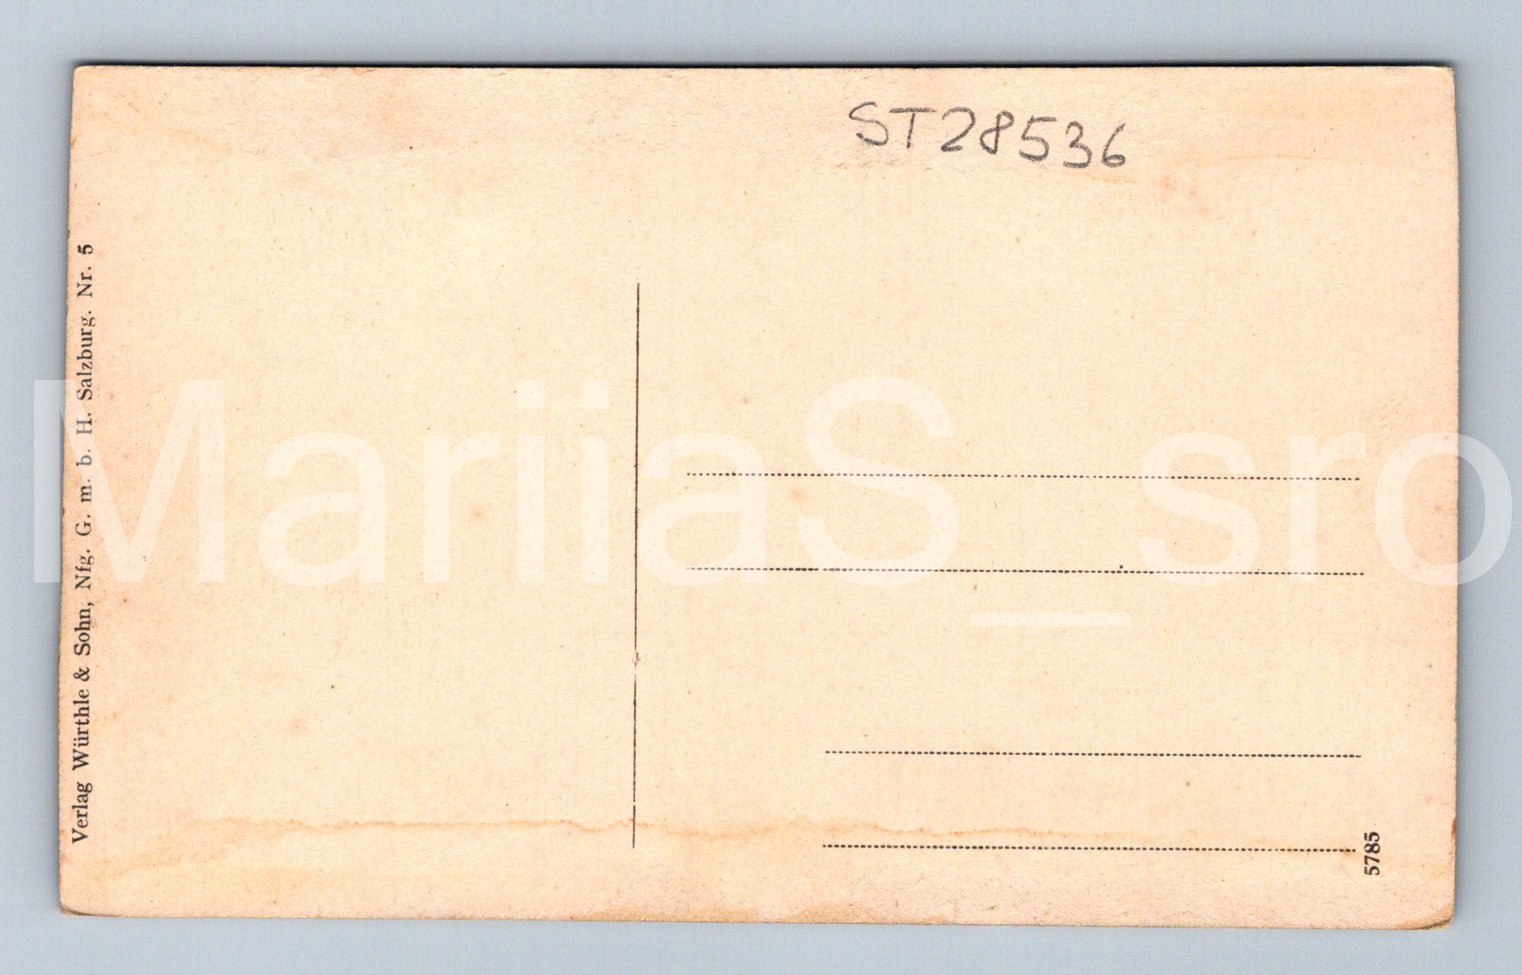 ST28536
Verlag Würthle & Sohn, Nfg. G. m. b. H. Salzburg. Nr. 5
MariiaS_sro
5785